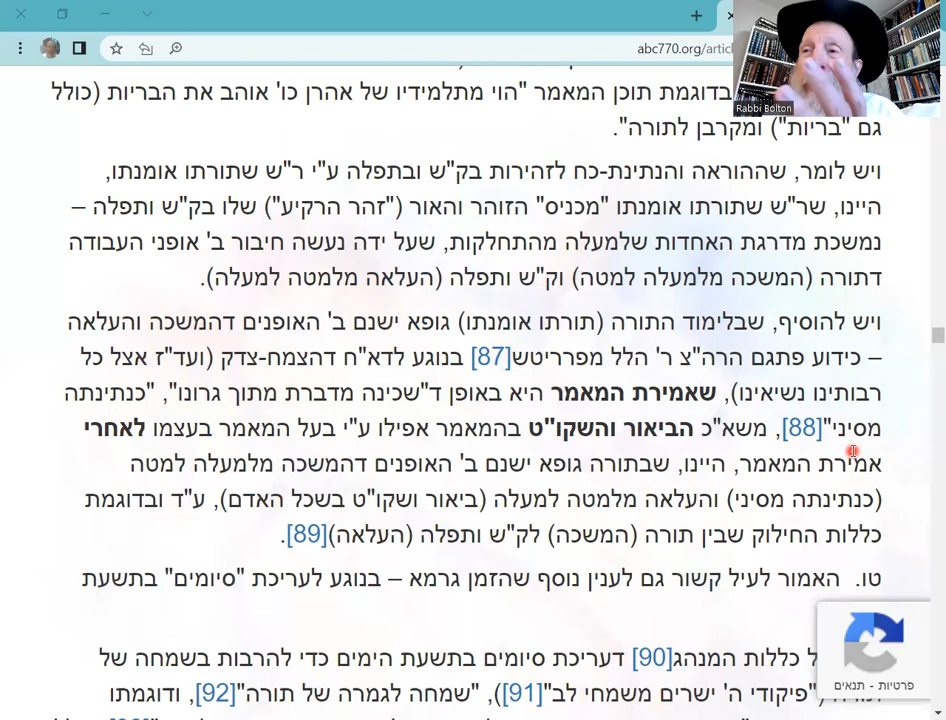 abc770.org/artic
Rabbi Bolton
בדוגמת תוכן המאמר "הוי מתלמידיו של אהרן כו' אוהב את הבריות (כולל
גם "בריות") ומקרבן לתורה".
ויש לומר, שההוראה והנתינת-כח לזהירות בק"ש ובתפלה ע"י ר"ש שתורתו אומנתו,
היינו, שר"ש שתורתו אומנתו "מכניס" הזוהר והאור ("זהר הרקיע") שלו בק"ש ותפלה –
נמשכת מדרגת האחדות שלמעלה מהתחלקות, שעל ידה נעשה חיבור ב' אופני העבודה
דתורה (המשכה מלמעלה למטה) וק"ש ותפלה (העלאה מלמטה למעלה).
ויש להוסיף, שבלימוד התורה (תורתו אומנתו) גופא ישנם ב' האופנים דהמשכה והעלאה
– כידוע פתגם הרה"צ ר' הלל מפרריטש[87] בנוגע לדא"ח דהצמח-צדק (ועד"ז אצל כל
רבותינו נשיאינו), שאמירת המאמר היא באופן ד"שכינה מדברת מתוך גרונו", "כנתינתה
מסיני"[88], משא"כ הביאור והשקו"ט בהמאמר אפילו ע"י בעל המאמר בעצמו לאחרי
אמירת המאמר, היינו, שבתורה גופא ישנם ב' האופנים דהמשכה מלמעלה למטה
(כנתינתה מסיני) והעלאה מלמטה למעלה (ביאור ושקו"ט בשכל האדם), ע"ד ובדוגמת
כללות החילוק שבין תורה (המשכה) לק"ש ותפלה (העלאה)[89].
טו. האמור לעיל קשור גם לענין נוסף שהזמן גרמא – בנוגע לעריכת "סיומים" בתשעת
כללות המנהג[90] דעריכת סיומים בתשעת הימים כדי להרבות בשמחה של
("פיקודי ה' ישרים משמחי לב"[91]), "שמחה לגמרה של תורה"[92], ודוגמתו
פרטיות - תנאים